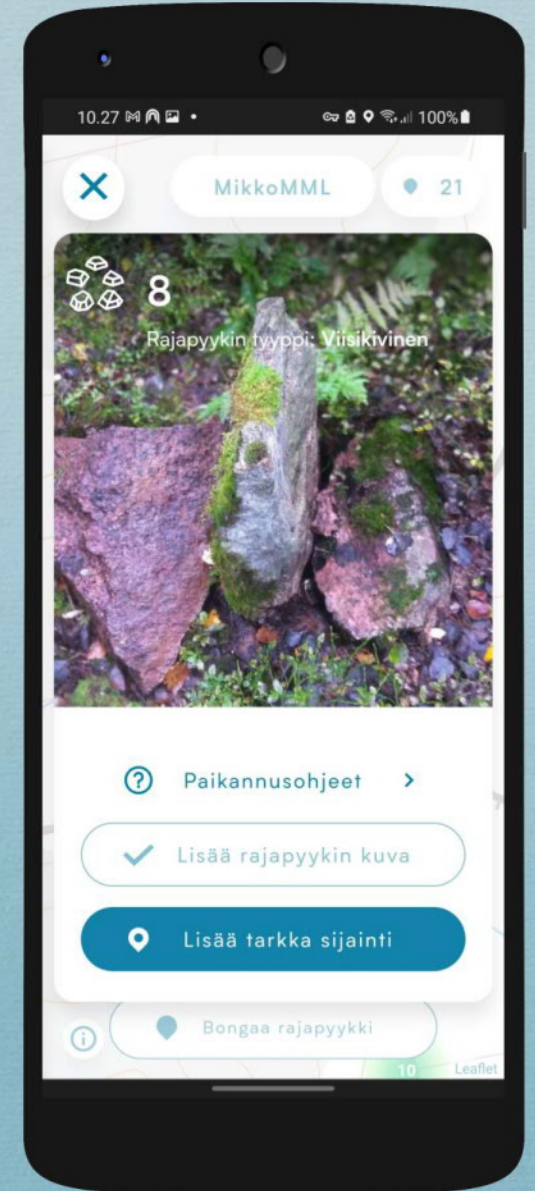 10.27
100%
MikkoMML
21
8
Rajapyykin tyyppi: Viisikivinen
Paikannusohjeet
Lisää rajapyykin kuva
Lisää tarkka sijainti
Bongaa rajapyykki
10
Leaflet